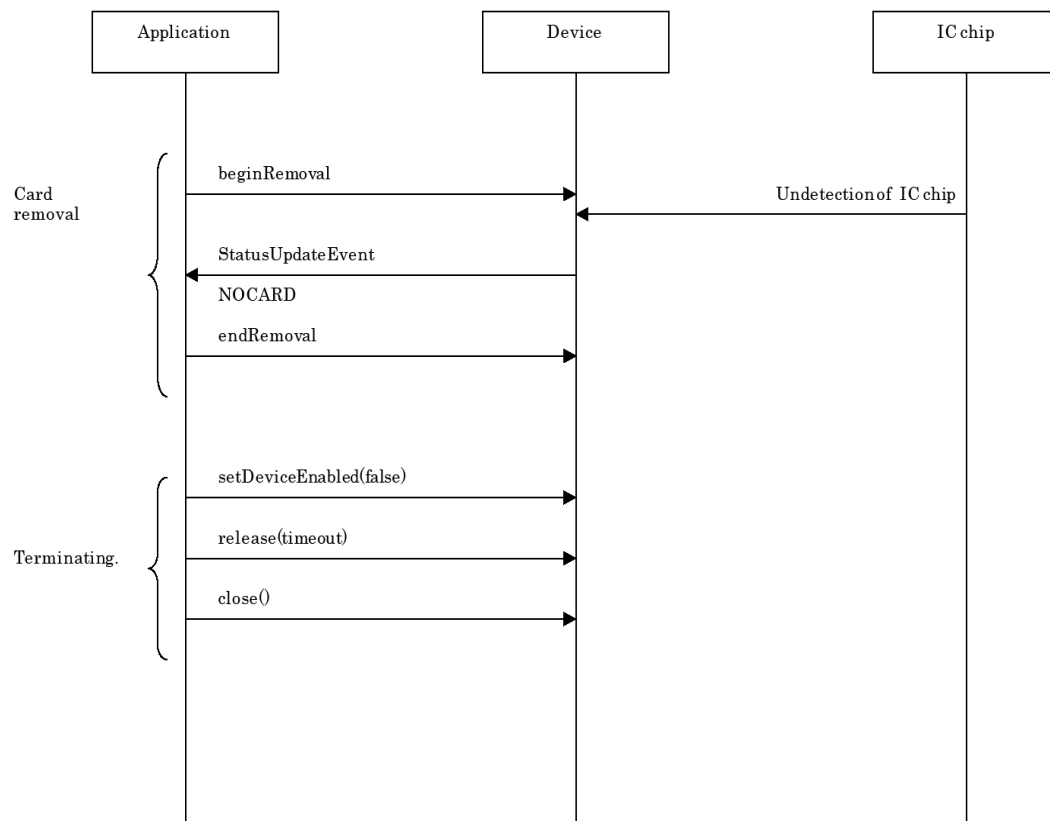 Application
Device
IC chip
beginRemoval
Card
removal
Undetection of IC chip
StatusUpdateEvent
NOCARD
endRemoval
setDeviceEnabled(false)
release(timeout)
Terminating.
close()